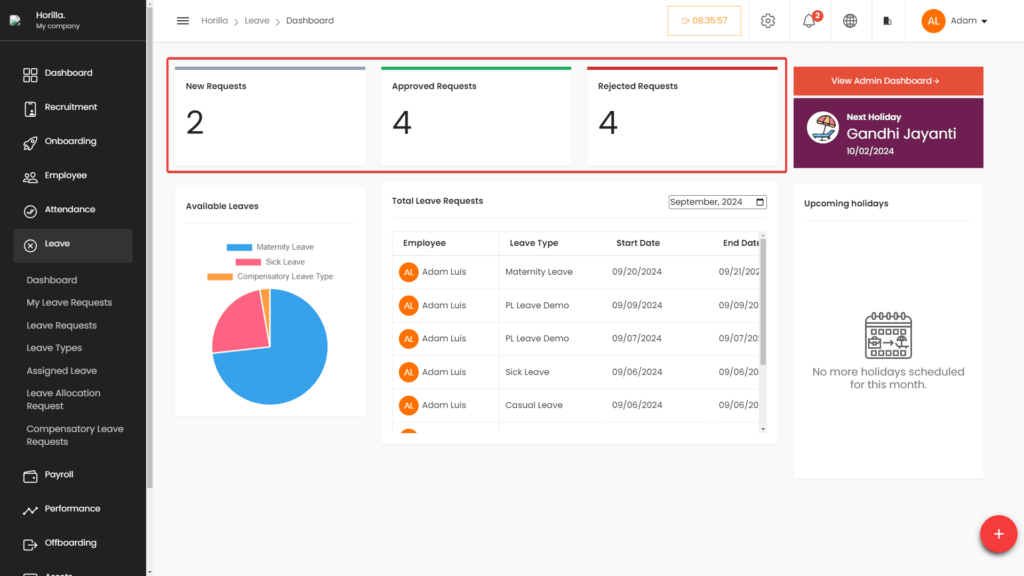 Horilla.
My company
Dashboard
Recruitment
Onboarding
Employee
Attendance
Leave
Dashboard
My Leave Requests
Leave Requests
Leave Types
Assigned Leave
Leave Allocation
Request
Compensatory Leave
Requests
Payroll
Performance
Offboarding
Assets
Horilla > Leave > Dashboard
08:35:57
2
AL Adam
New Requests
2
Approved Requests
4
Rejected Requests
4
View Admin Dashboard→
Next Holiday
Gandhi Jayanti
10/02/2024
Available Leaves
Maternity Leave
Sick Leave
Compensatory Leave Type
Total Leave Requests
September, 2024
Employee Leave Type Start Date End Date
AL Adam Luis Maternity Leave 09/20/2024 09/21/202
AL Adam Luis PL Leave Demo 09/09/2024 09/09/20
AL Adam Luis PL Leave Demo 09/07/2024 09/07/202
AL Adam Luis Sick Leave 09/06/2024 09/06/20
AL Adam Luis Casual Leave 09/06/2024 09/06/20
Upcoming holidays
No more holidays scheduled
for this month.
+